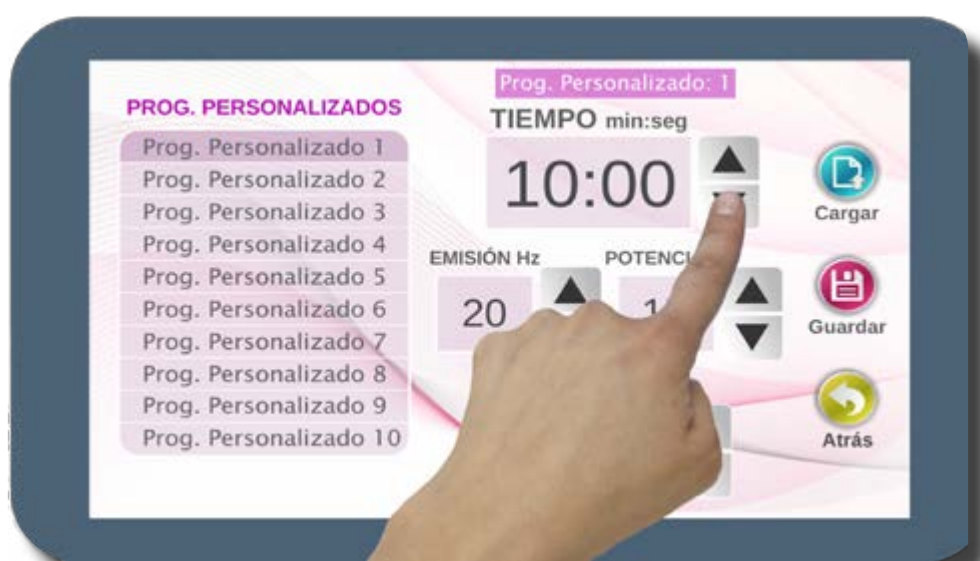 Prog. Personalizado: 1
PROG. PERSONALIZADOS
Prog. Personalizado 1
Prog. Personalizado 2
Prog. Personalizado 3
Prog. Personalizado 4
Prog. Personalizado 5
Prog. Personalizado 6
Prog. Personalizado 7
Prog. Personalizado 8
Prog. Personalizado 9
Prog. Personalizado 10
TIEMPO min:seg
10:00
EMISIÓN Hz
20
Cargar
Guardar
Atrás